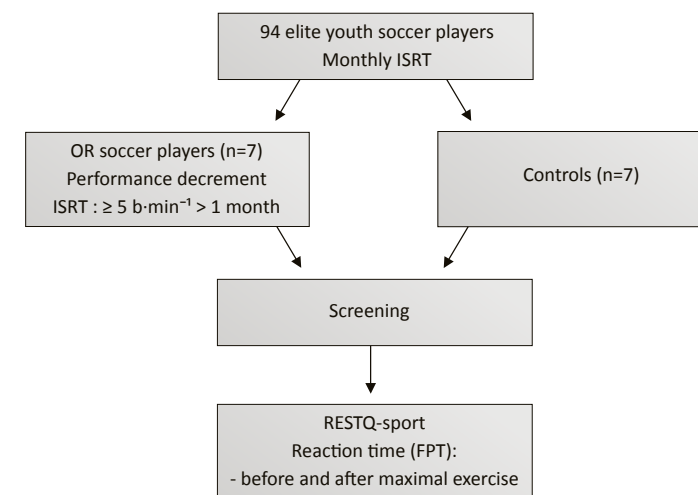 94 elite youth soccer players
Monthly ISRT
OR soccer players (n=7)
Performance decrement
ISRT : ≥ 5 b·min⁻¹ > 1 month
Controls (n=7)
Screening
RESTQ-sport
Reaction time (FPT):
- before and after maximal exercise